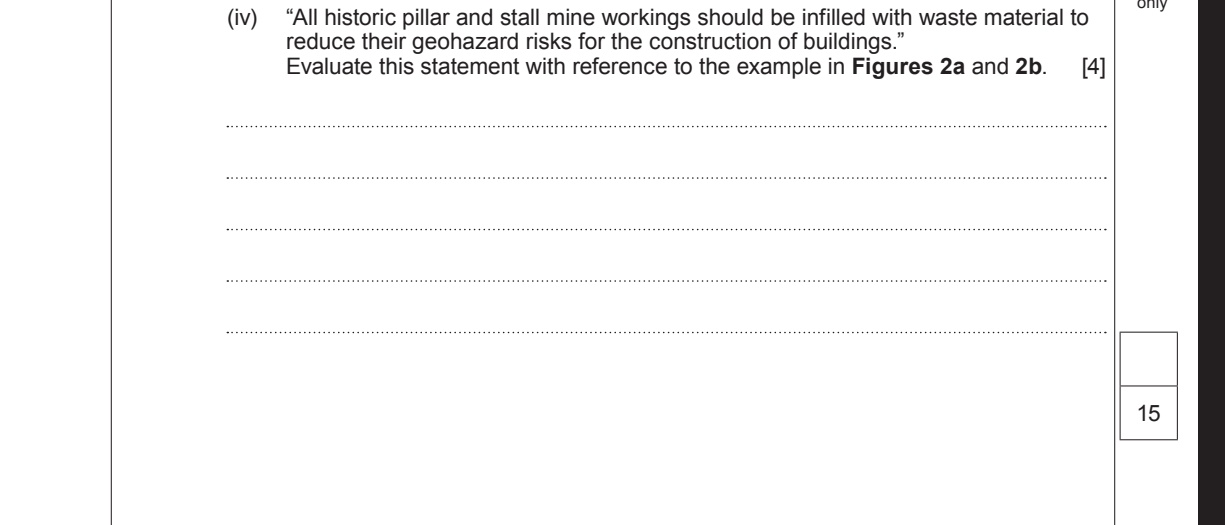 only
(iv) “All historic pillar and stall mine workings should be infilled with waste material to
reduce their geohazard risks for the construction of buildings.”
Evaluate this statement with reference to the example in Figures 2a and 2b. [4]
15